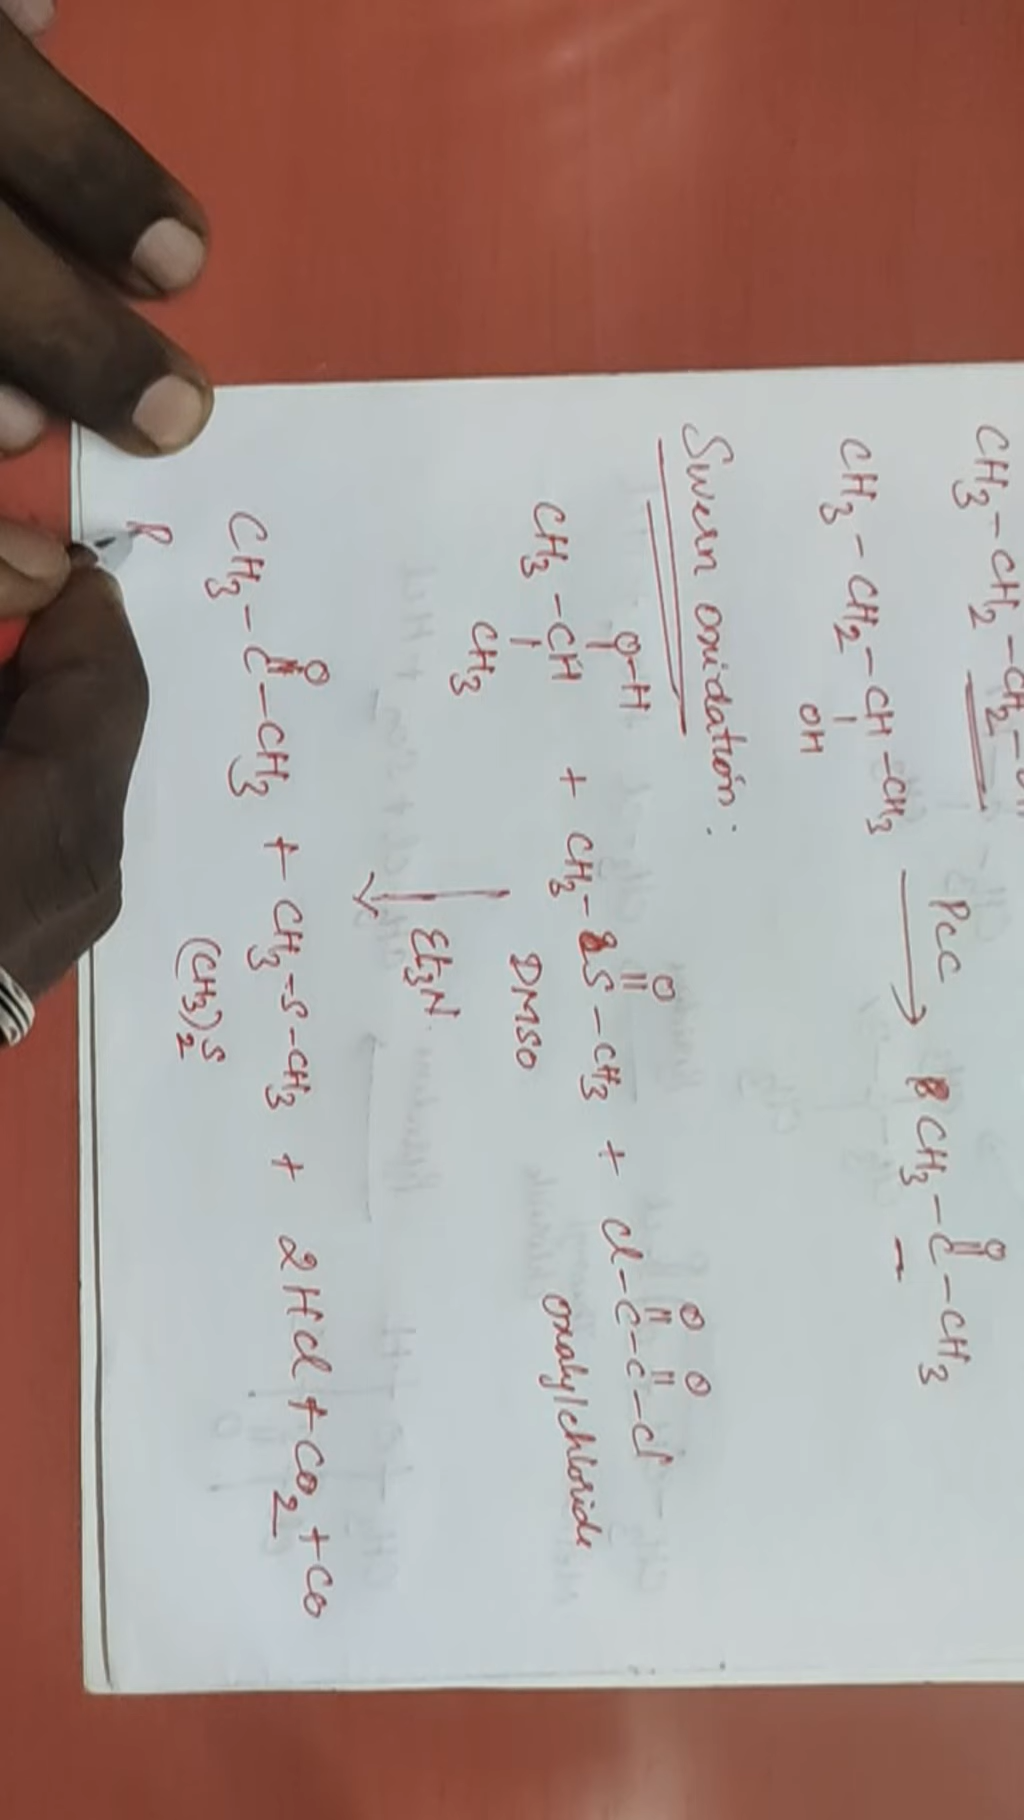 CH3-CH2-CH2-OH
CH3-CH2-CH-CH3 PCC CH3-C-CH3
OH
O
Swern oxidation:
O-H O O O
CH3-CH + CH3-S-CH3 + Cl-C-C-Cl
CH3 DMSO oxalylchloride
Et3N
O
CH3-C-CH3 + CH3-S-CH3 + 2HCl + CO2 + CO
(CH3)2S